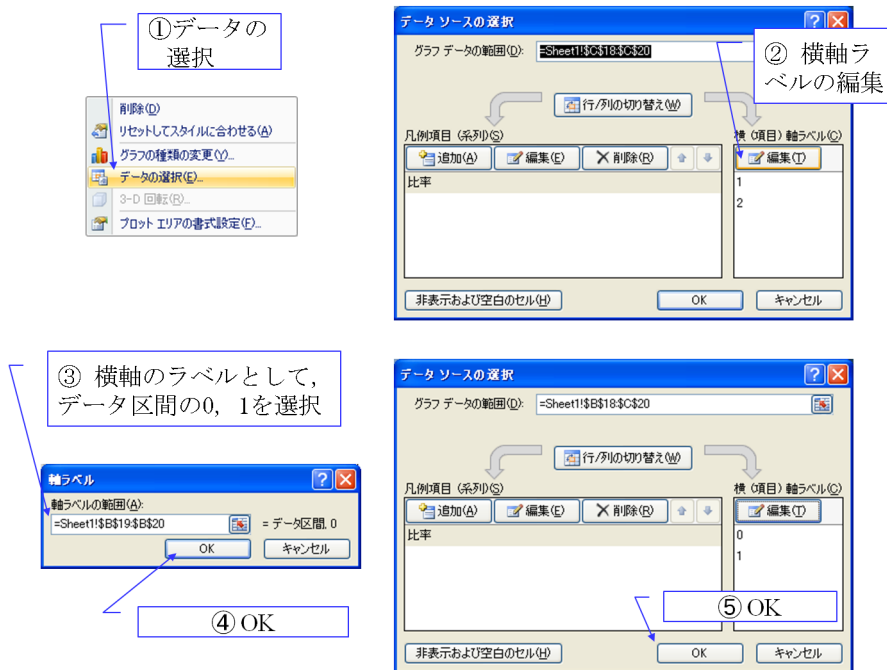 ①データの
選択
削除(D)
リセットしてスタイルに合わせる(A)
グラフの種類の変更(Y)...
データの選択(E)...
3-D 回転(R)...
プロット エリアの書式設定(F)...
データ ソースの選択
グラフ データの範囲(D):
=Sheet1!$C$18:$C$20
② 横軸ラ
ベルの編集
行/列の切り替え(W)
凡例項目 (系列)(S)
横 (項目) 軸ラベル(C)
追加(A)
編集(E)
削除(R)
編集(T)
比率
1
2
非表示および空白のセル(H)
OK
キャンセル
③ 横軸のラベルとして,
データ区間の0, 1を選択
軸ラベル
軸ラベルの範囲(A):
=Sheet1!$B$19:$B$20
= データ区間, 0
OK
キャンセル
④ OK
データ ソースの選択
グラフ データの範囲(D):
=Sheet1!$B$18:$C$20
行/列の切り替え(W)
凡例項目 (系列)(S)
横 (項目) 軸ラベル(C)
追加(A)
編集(E)
削除(R)
編集(T)
比率
0
1
⑤ OK
非表示および空白のセル(H)
OK
キャンセル